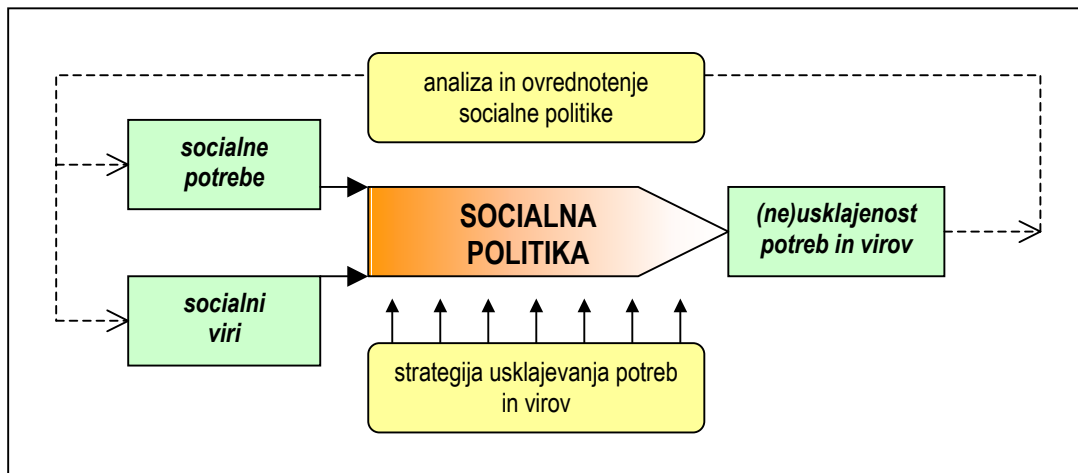 analiza in ovrednotenje
socialne politike
socialne
potrebe
SOCIALNA
POLITIKA
(ne)usklajenost
potreb in virov
socialni
viri
strategija usklajevanja potreb
in virov